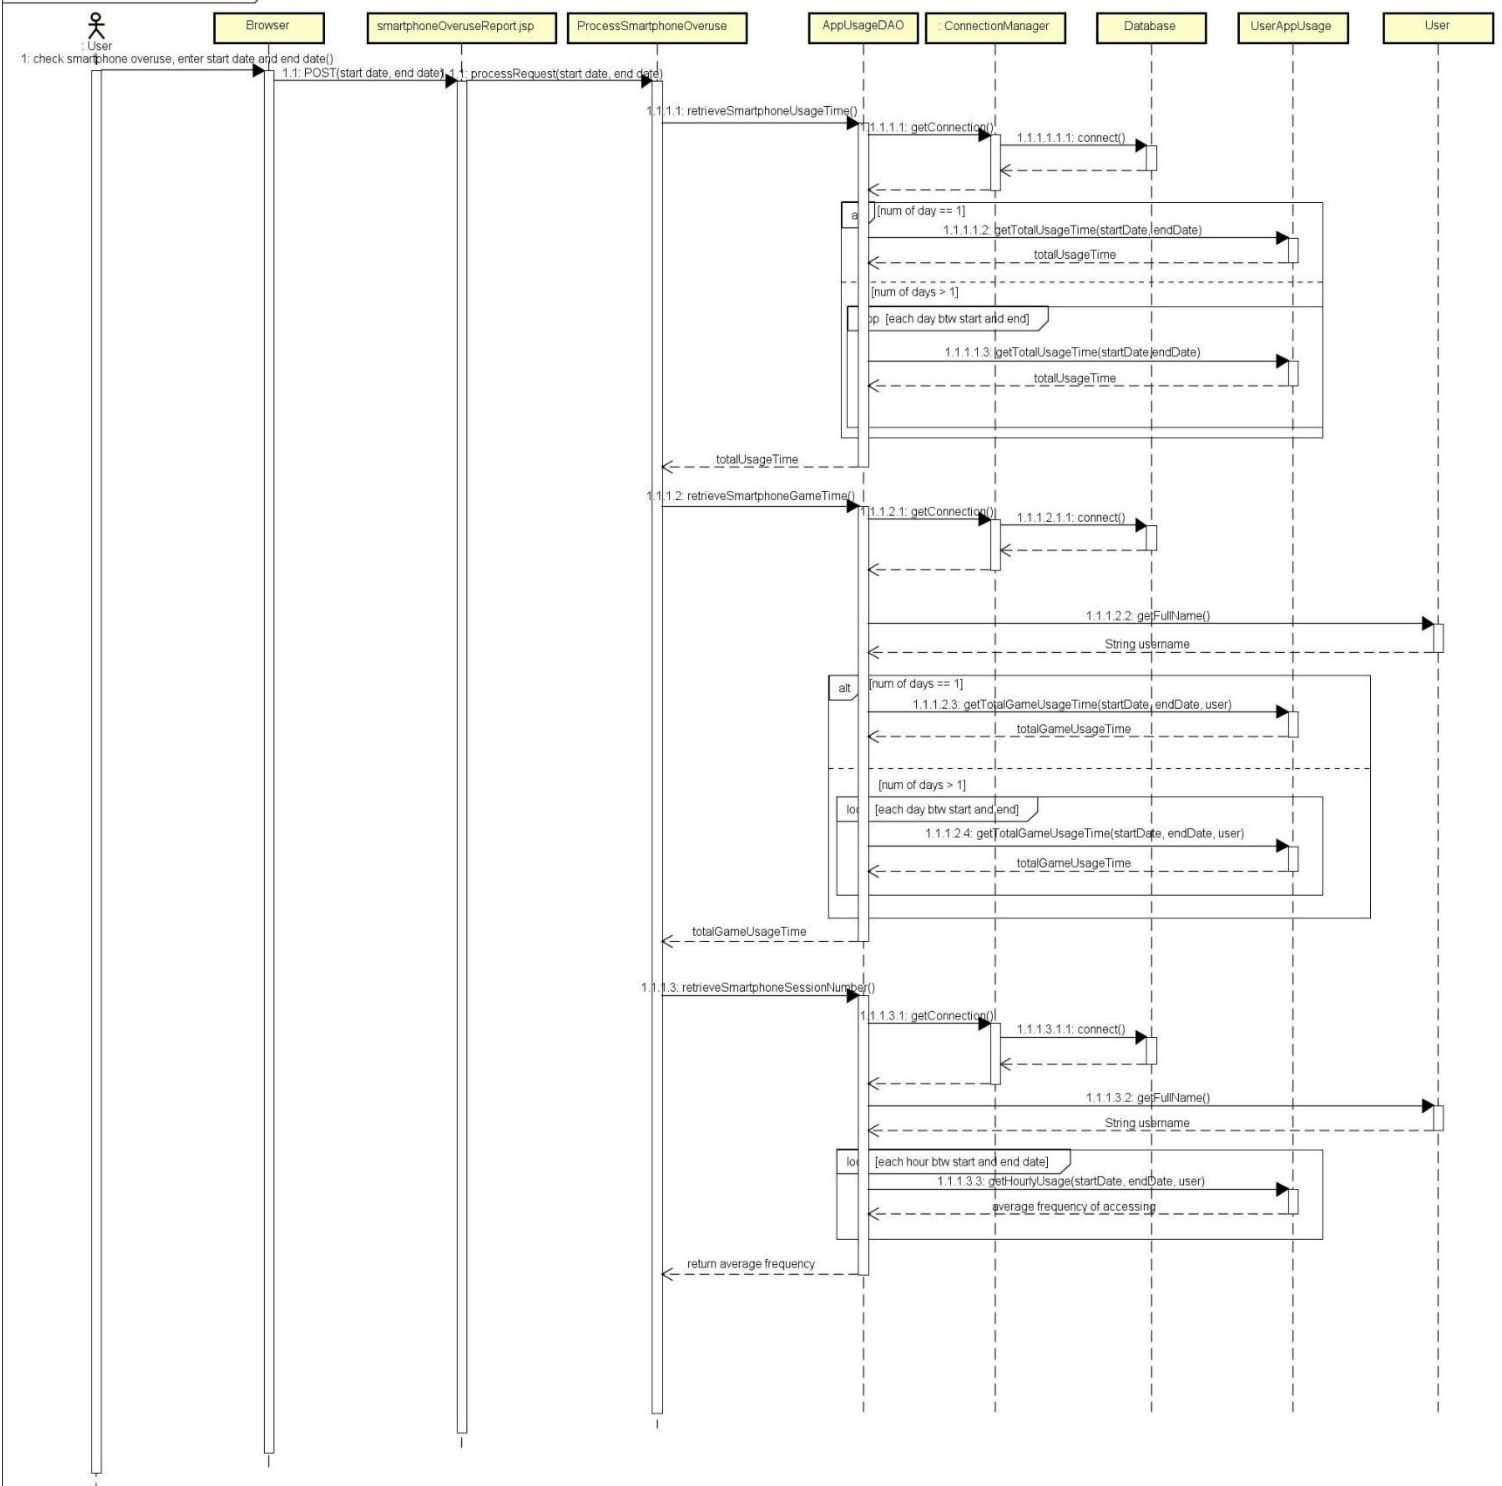 Browser
smartphoneOveruseReport.jsp
ProcessSmartphoneOveruse
AppUsageDAO
: ConnectionManager
Database
UserAppUsage
User
: User
1: check smartphone overuse, enter start date and end date()
1.1: POST(start date, end date)
1.1: processRequest(start date, end date)
1.1.1.1: retrieveSmartphoneUsageTime()
1.1.1.1.1: getConnection()
1.1.1.1.1.1: connect()
[num of day == 1]
1.1.1.1.2: getTotalUsageTime(startDate, endDate)
totalUsageTime
[num of days > 1]
[each day btw start and end]
1.1.1.1.3: getTotalUsageTime(startDate,endDate)
totalUsageTime
totalUsageTime
1.1.1.2: retrieveSmartphoneGameTime()
1.1.1.2.1: getConnection()
1.1.1.2.1.1: connect()
1.1.1.2.2: getFullName()
String username
alt [num of days == 1]
1.1.1.2.3: getTotalGameUsageTime(startDate, endDate, user)
totalGameUsageTime
[num of days > 1]
[each day btw start and end]
1.1.1.2.4: getTotalGameUsageTime(startDate, endDate, user)
totalGameUsageTime
totalGameUsageTime
1.1.1.3: retrieveSmartphoneSessionNumber()
1.1.1.3.1: getConnection()
1.1.1.3.1.1: connect()
1.1.1.3.2: getFullName()
String username
[each hour btw start and end date]
1.1.1.3.3: getHourlyUsage(startDate, endDate, user)
average frequency of accessing
return average frequency